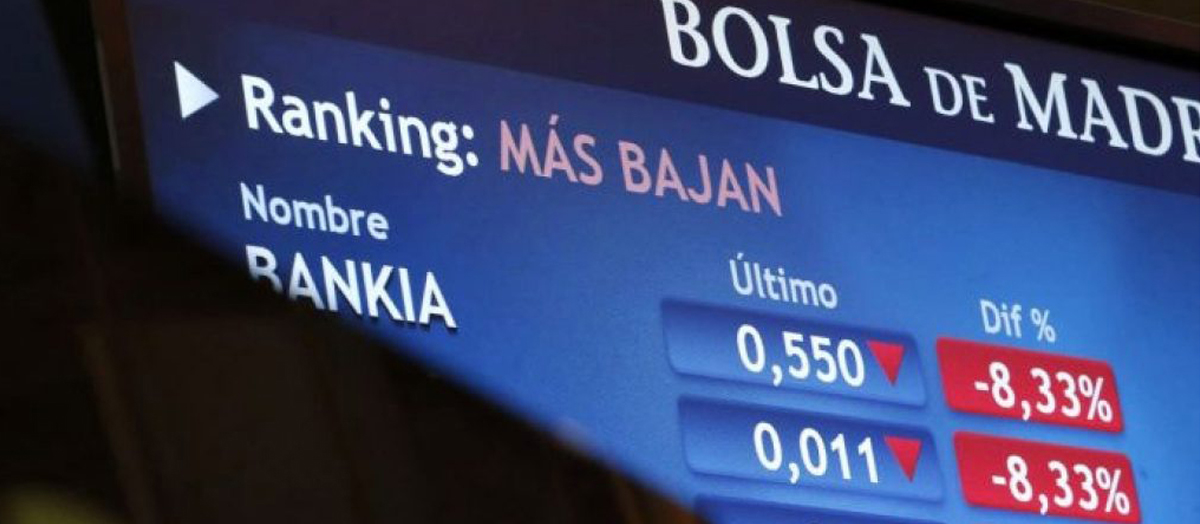 BOLSA DE MADR
Ranking: MÁS BAJAN
Nombre Último Dif %
BANKIA 0,550 -8,33%
0,011 -8,33%